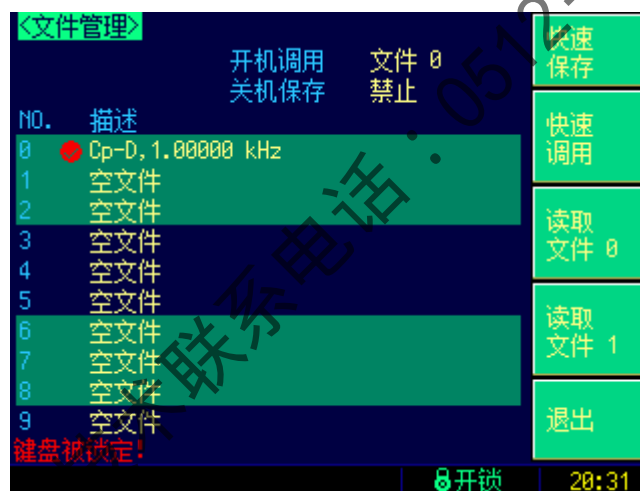 <文件管理>
开机调用 文件 0
关机保存 禁止
NO. 描述
0 Cp-D,1.00000 kHz
1 空文件
2 空文件
3 空文件
4 空文件
5 空文件
6 空文件
7 空文件
8 空文件
9 空文件
键盘被锁定!
快速
保存
快速
调用
读取
文件 0
读取
文件 1
退出
开锁 20:31
术联系电话:0512-